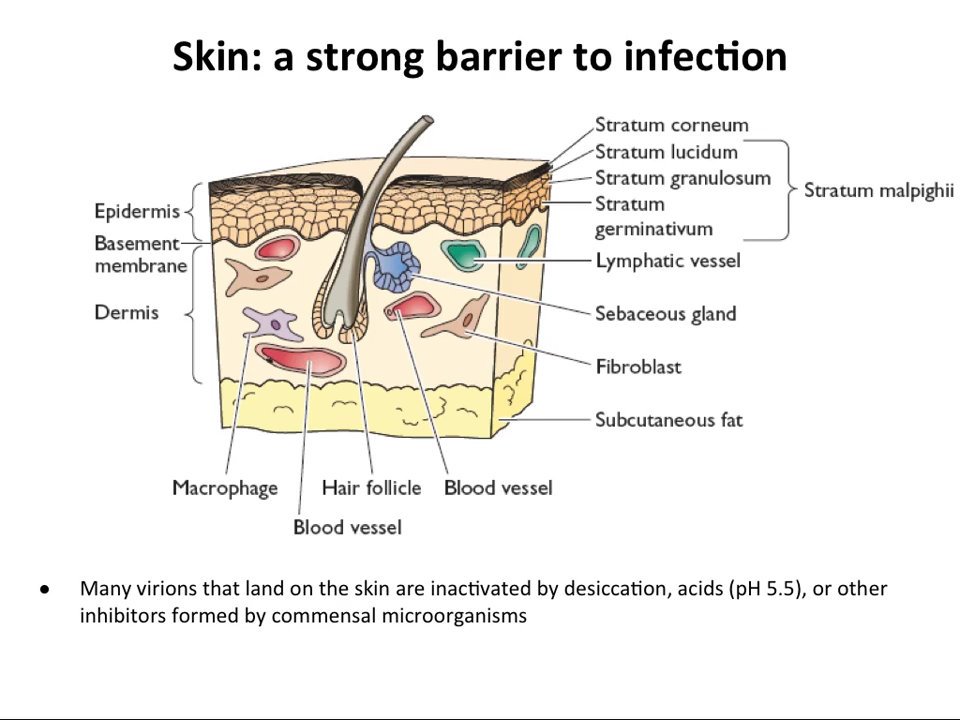 Skin: a strong barrier to infection
Stratum corneum
Stratum lucidum
Stratum granulosum
Stratum
germinativum
Stratum malpighii
Lymphatic vessel
Sebaceous gland
Fibroblast
Subcutaneous fat
Epidermis
Basement
membrane
Dermis
Macrophage
Hair follicle
Blood vessel
Blood vessel
● Many virions that land on the skin are inactivated by desiccation, acids (pH 5.5), or other
inhibitors formed by commensal microorganisms